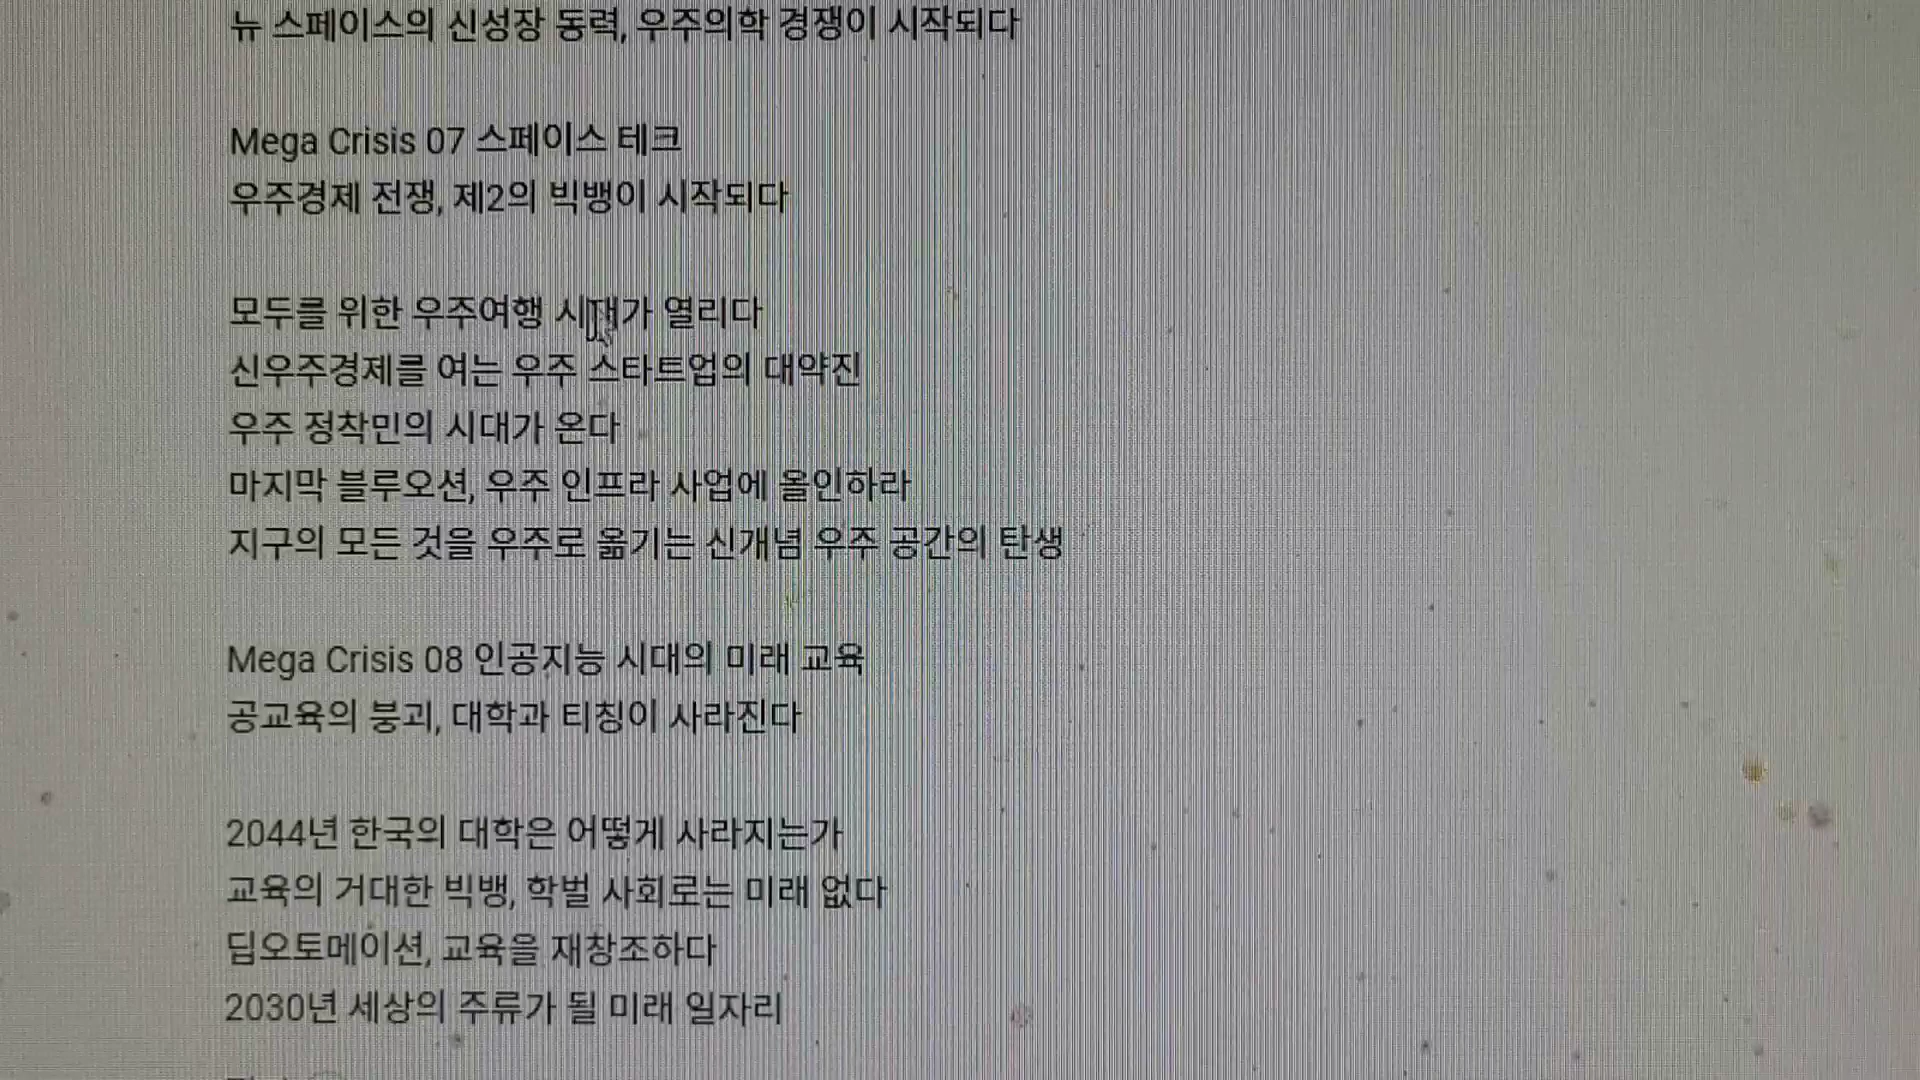 뉴 스페이스의 신성장 동력, 우주의학 경쟁이 시작되다
Mega Crisis 07 스페이스 테크
우주경제 전쟁, 제2의 빅뱅이 시작되다
모두를 위한 우주여행 시대가 열리다
신우주경제를 여는 우주 스타트업의 대약진
우주 정착민의 시대가 온다
마지막 블루오션, 우주 인프라 사업에 올인하라
지구의 모든 것을 우주로 옮기는 신개념 우주 공간의 탄생
Mega Crisis 08 인공지능 시대의 미래 교육
공교육의 붕괴, 대학과 티칭이 사라진다
2044년 한국의 대학은 어떻게 사라지는가
교육의 거대한 빅뱅, 학벌 사회로는 미래 없다
딥오토메이션, 교육을 재창조하다
2030년 세상의 주류가 될 미래 일자리